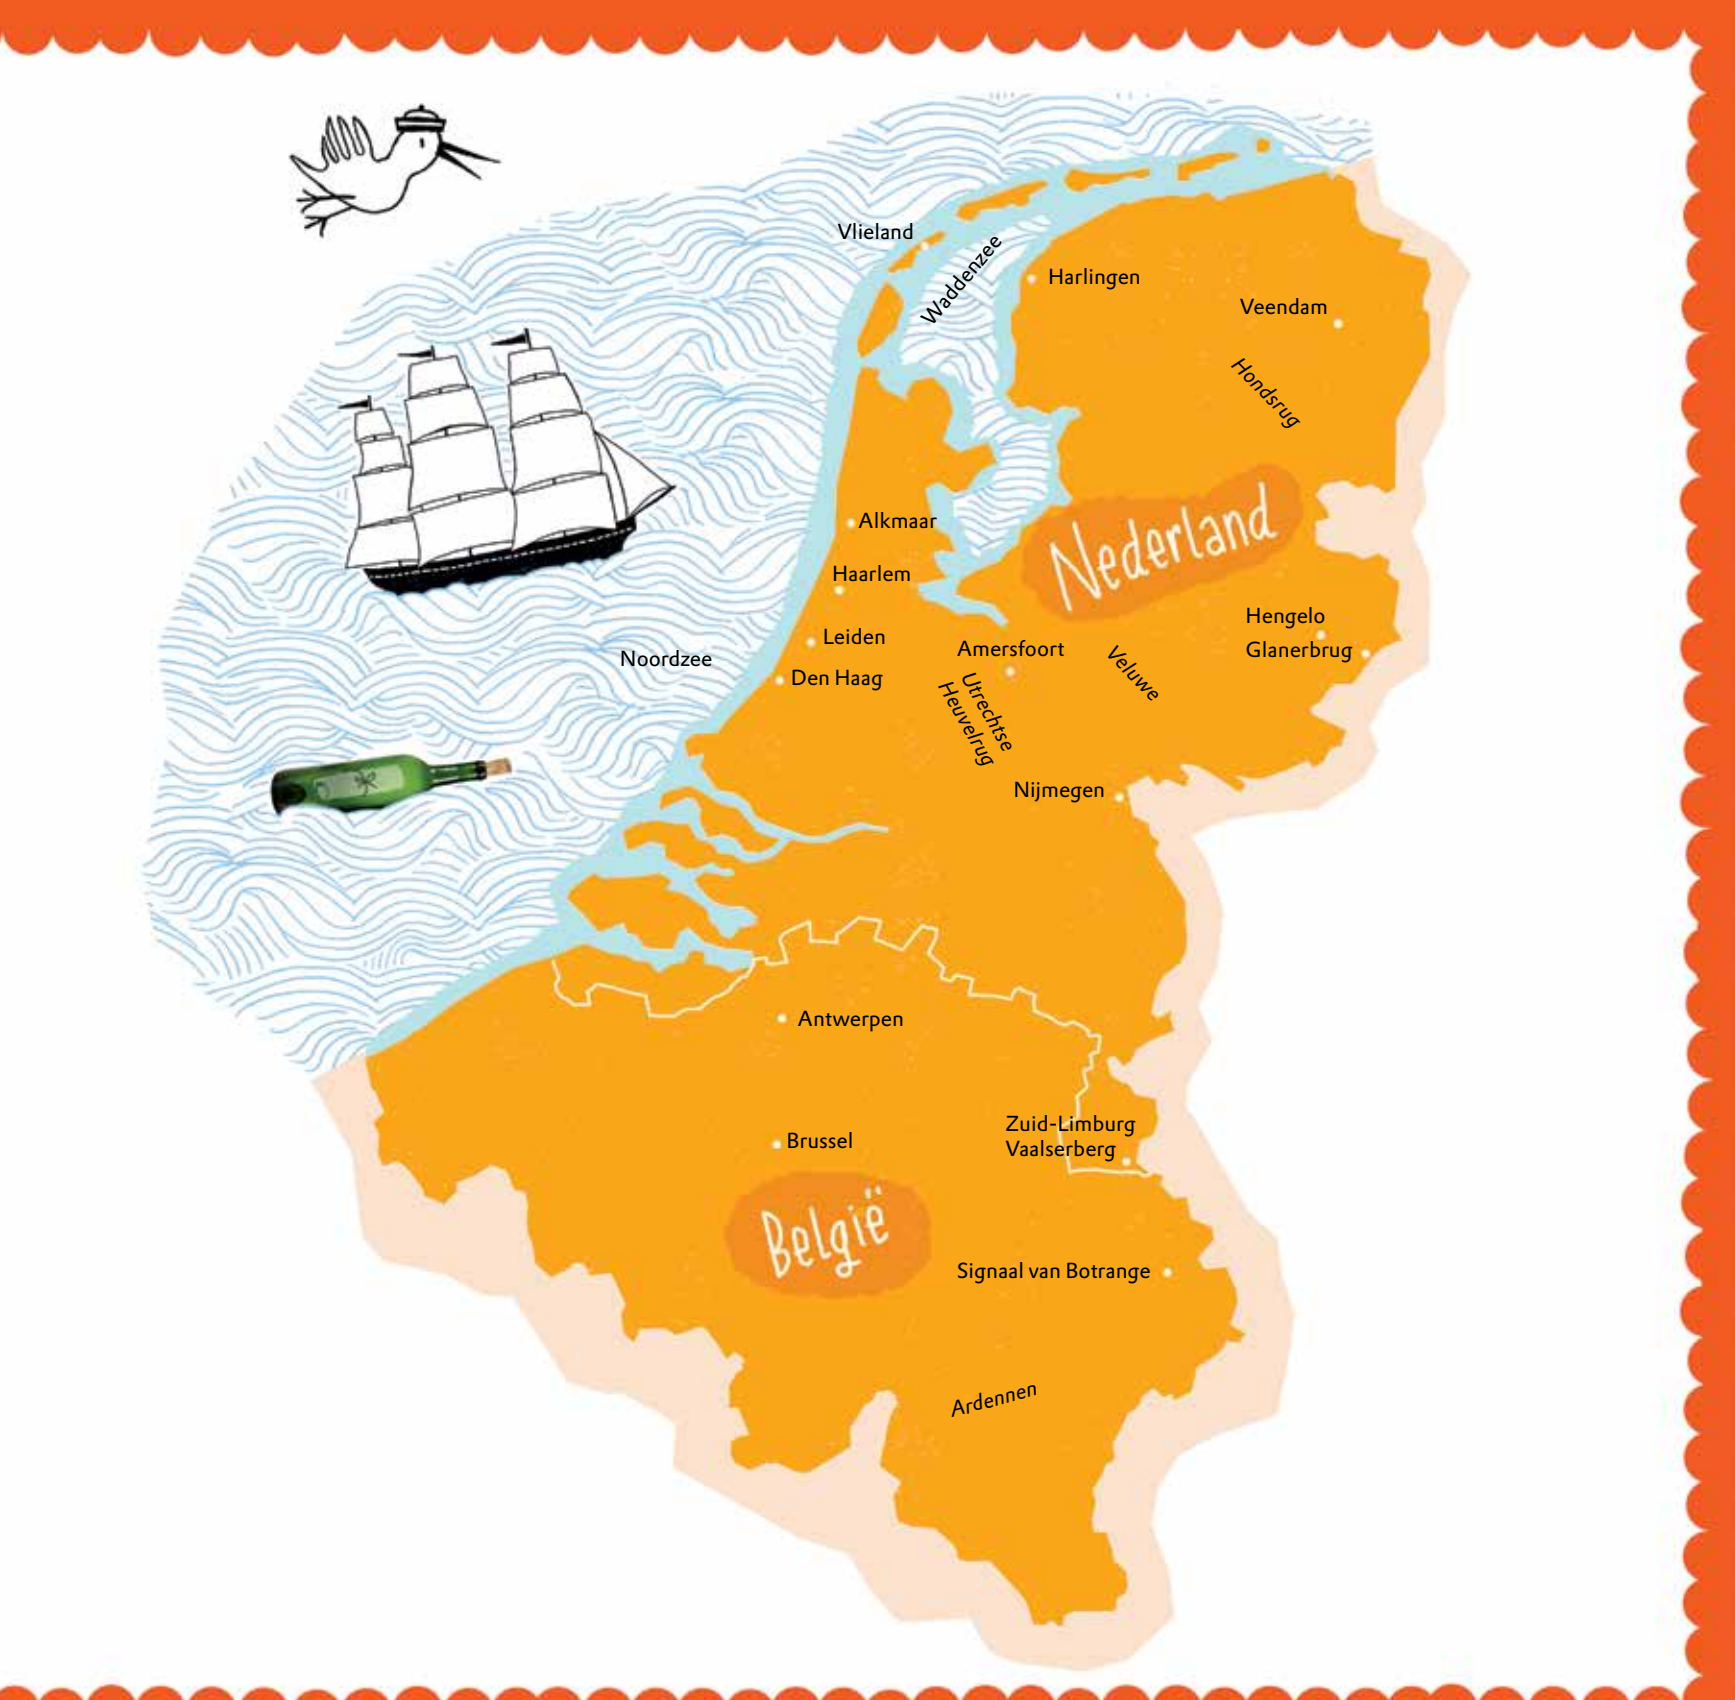 Vlieland
Waddenzee
Harlingen
Veendam
Hondsrug
Alkmaar
Nederland
Haarlem
Hengelo
Leiden
Amersfoort
Glanerbrug
Noordzee
Den Haag
Veluwe
Utrechtse
Heuvelrug
Nijmegen
Antwerpen
Zuid-Limburg
Vaalserberg
Brussel
België
Signaal van Botrange
Ardennen